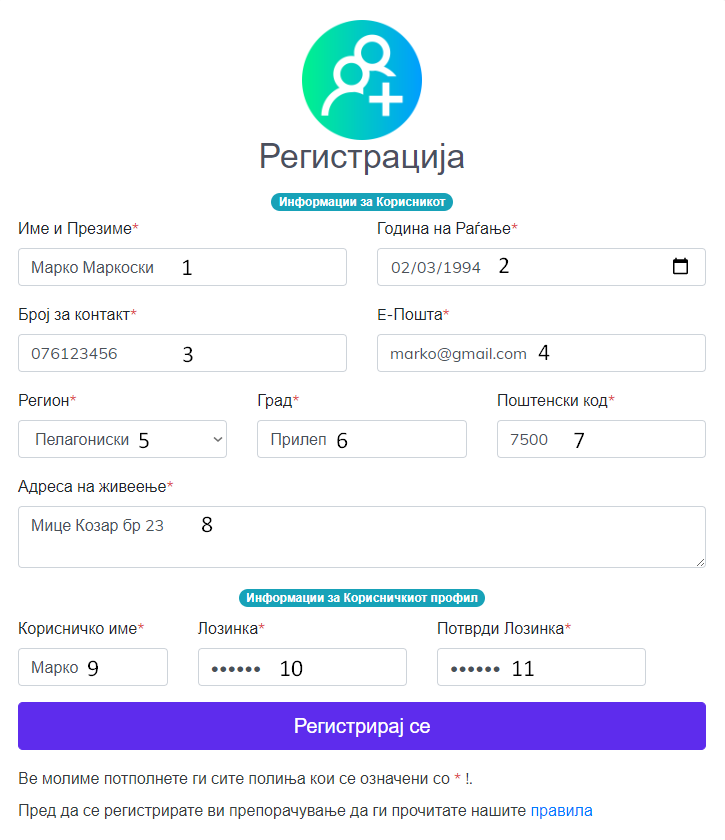 Регистрација
Информации за Корисникот
Име и Презиме* Година на Раѓање*
Марко Маркоски 1 02/03/1994 2
Број за контакт* Е-Пошта*
076123456 3 marko@gmail.com 4
Регион* Град* Поштенски код*
Пелагониски 5 Прилеп 6 7500 7
Адреса на живеење*
Мице Козар бр 23 8
Информации за Корисничкиот профил
Корисничко име* Лозинка* Потврди Лозинка*
Марко 9 •••••• 10 •••••• 11
Регистрирај се
Ве молиме потполнете ги сите полиња кои се означени со * !.
Пред да се регистрирате ви препорачување да ги прочитате нашите правила